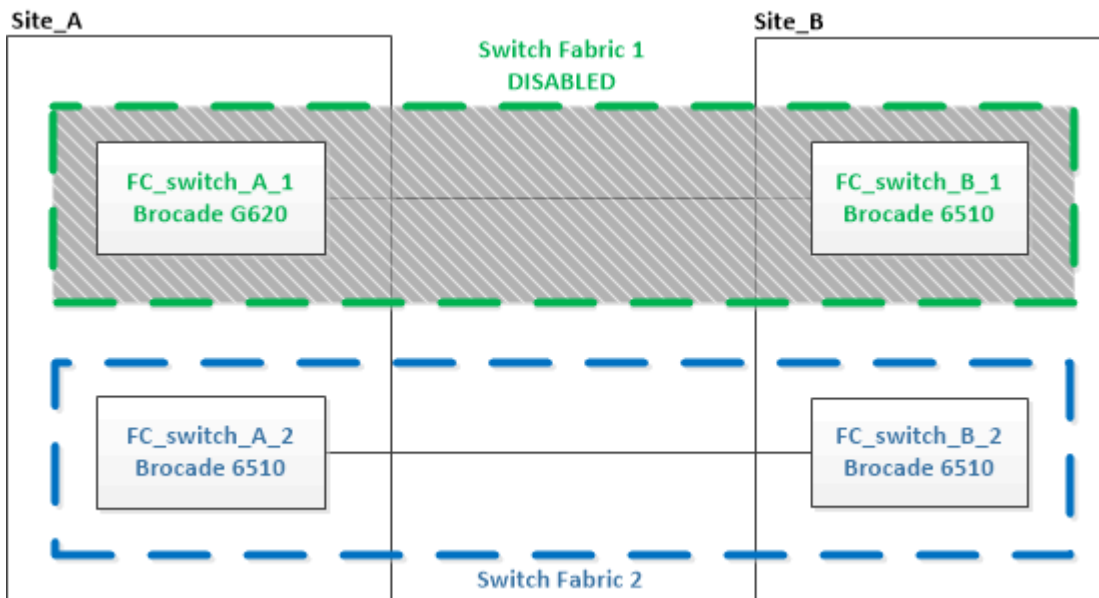 Site_A
Site_B
Switch Fabric 1
DISABLED
FC_switch_A_1
Brocade G620
FC_switch_B_1
Brocade 6510
FC_switch_A_2
Brocade 6510
FC_switch_B_2
Brocade 6510
Switch Fabric 2